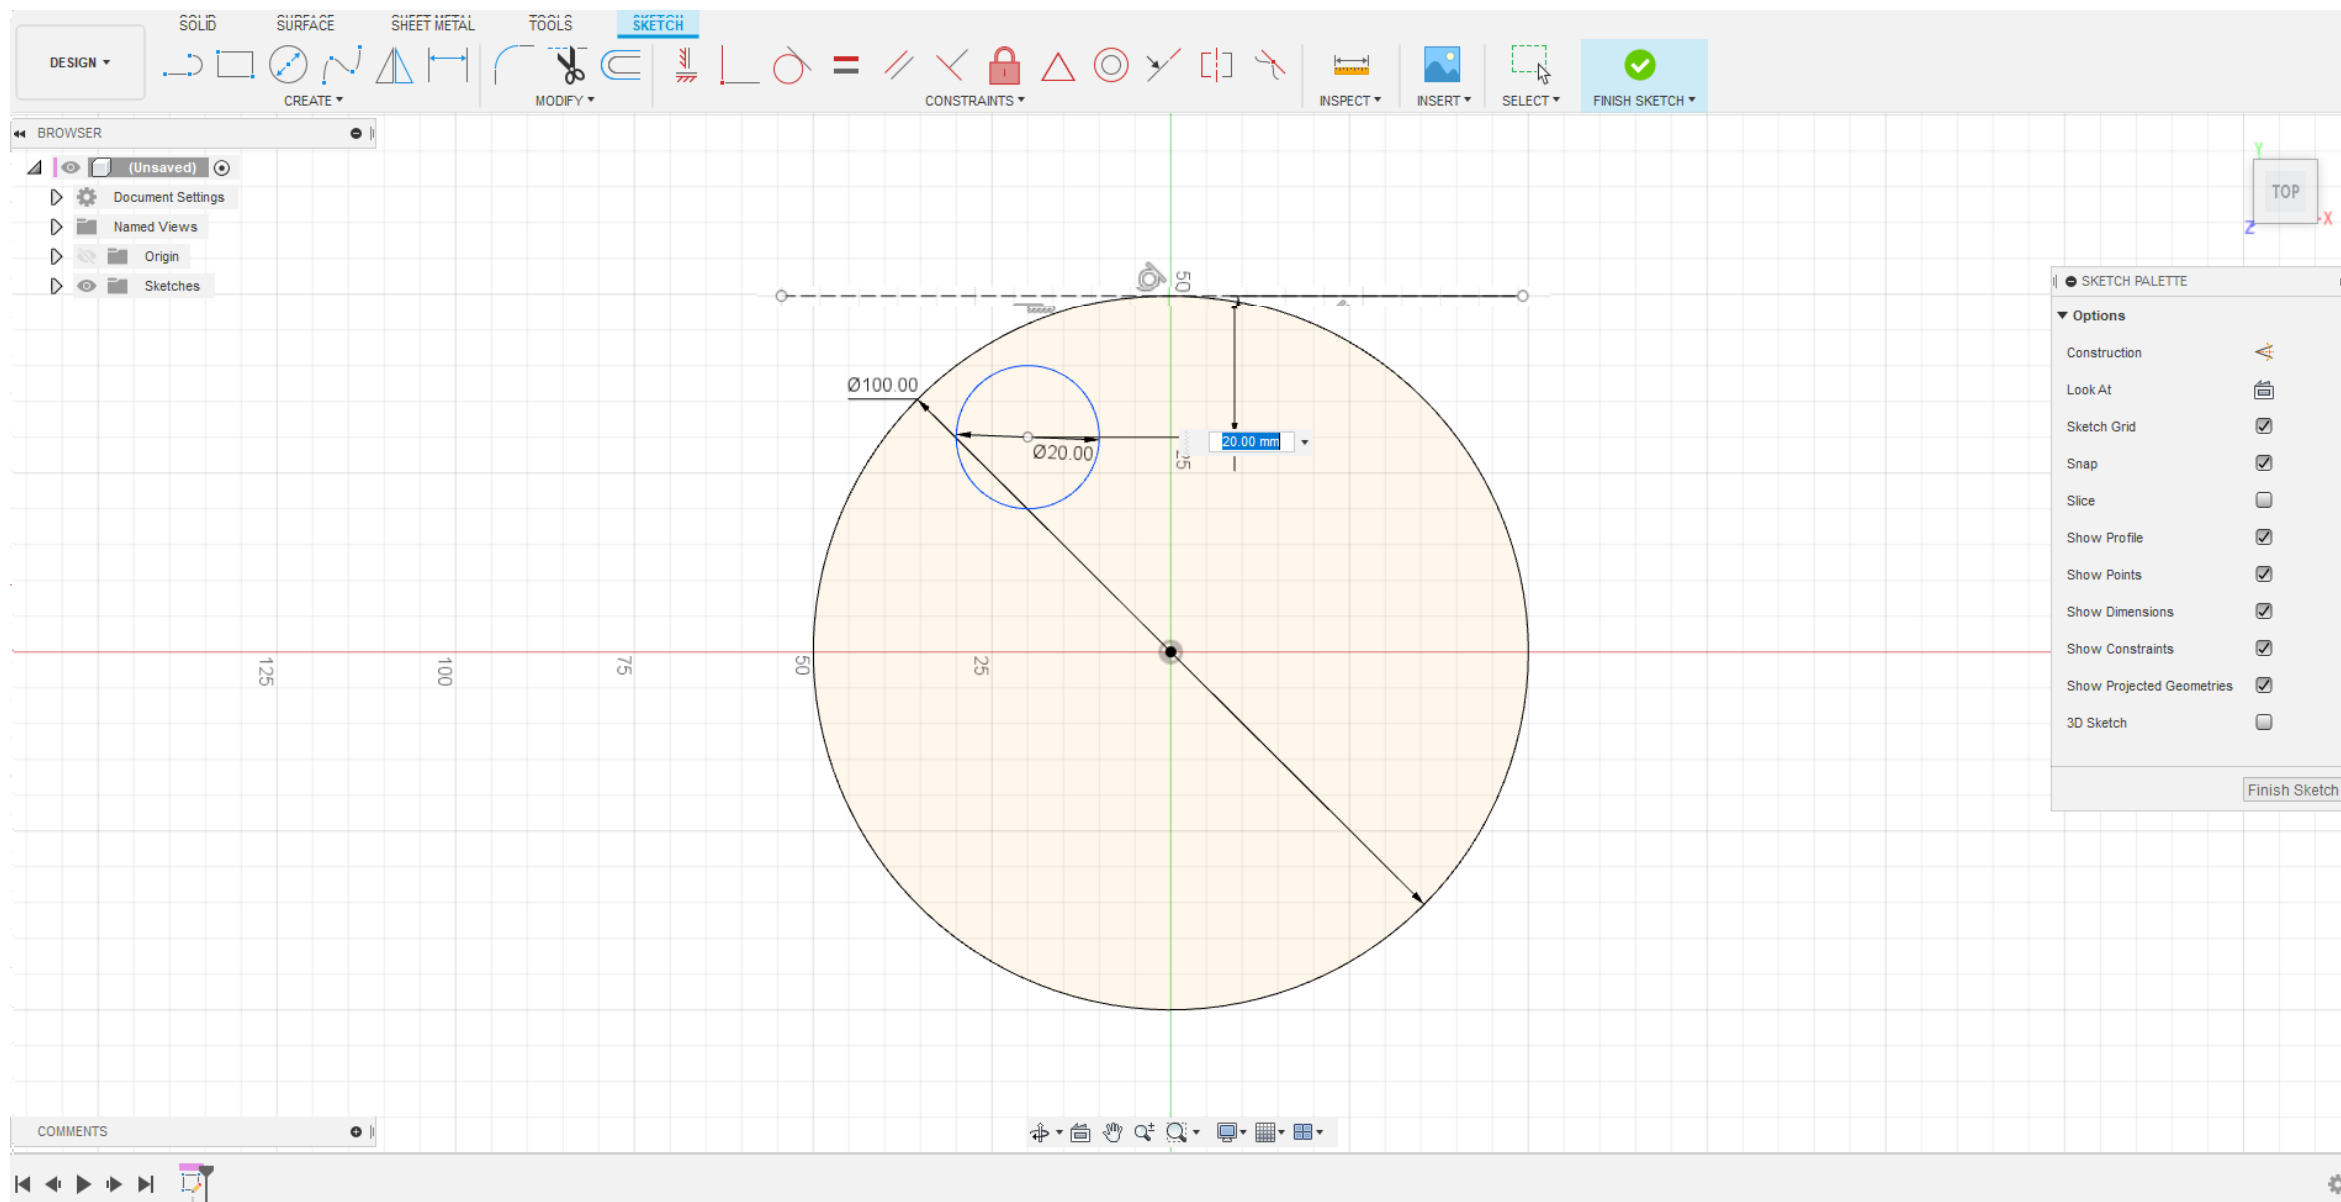 SOLID SURFACE SHEET METAL TOOLS SKETCH
DESIGN ▾
CREATE ▾ MODIFY ▾ CONSTRAINTS ▾ INSPECT ▾ INSERT ▾ SELECT ▾ FINISH SKETCH ▾
BROWSER
(Unsaved)
Document Settings
Named Views
Origin
Sketches
Y
TOP
X
Z
50
Ø100.00
Ø20.00
20.00 mm
25
125 100 75 50 25
SKETCH PALETTE
▼ Options
Construction
Look At
Sketch Grid
Snap
Slice
Show Profile
Show Points
Show Dimensions
Show Constraints
Show Projected Geometries
3D Sketch
Finish Sketch
COMMENTS